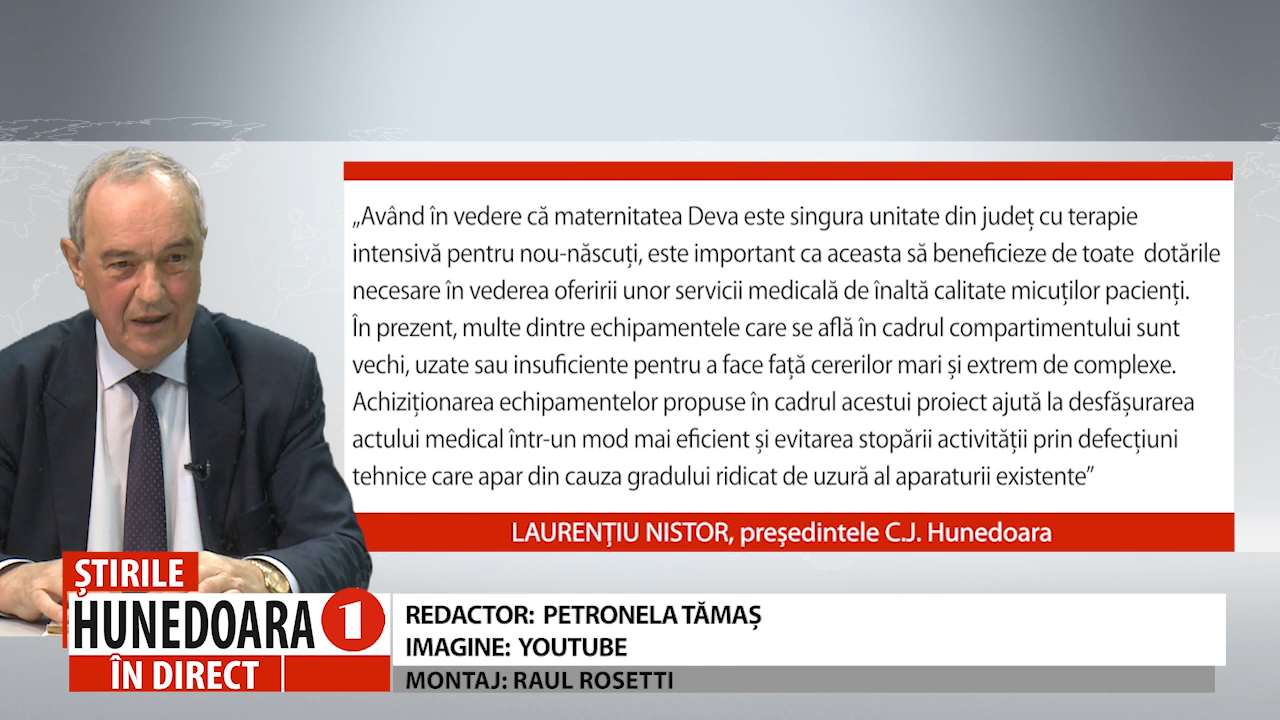 „Având în vedere că maternitatea Deva este singura unitate din județ cu terapie
intensivă pentru nou-născuți, este important ca aceasta să beneficieze de toate  dotările
necesare în vederea oferirii unor servicii medicală de înaltă calitate micuților pacienți.
În prezent, multe dintre echipamentele care se află în cadrul compartimentului sunt
vechi, uzate sau insuficiente pentru a face față cererilor mari și extrem de complexe.
Achiziționarea echipamentelor propuse în cadrul acestui proiect ajută la desfășurarea
actului medical într-un mod mai eficient și evitarea stopării activității prin defecțiuni
tehnice care apar din cauza gradului ridicat de uzură al aparaturii existente”
LAURENŢIU NISTOR, preşedintele C.J. Hunedoara
ȘTIRILE
HUNEDOARA 1
ÎN DIRECT
REDACTOR: PETRONELA TĂMAȘ
IMAGINE: YOUTUBE
MONTAJ: RAUL ROSETTI